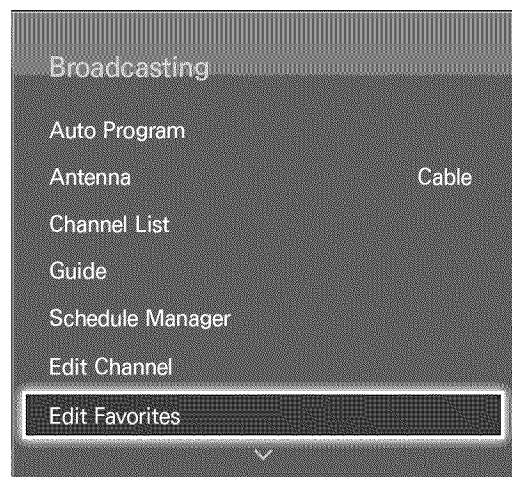 Broadcasting
Auto Program
Antenna Cable
Channel List
Guide
Schedule Manager
Edit Channel
Edit Favorites